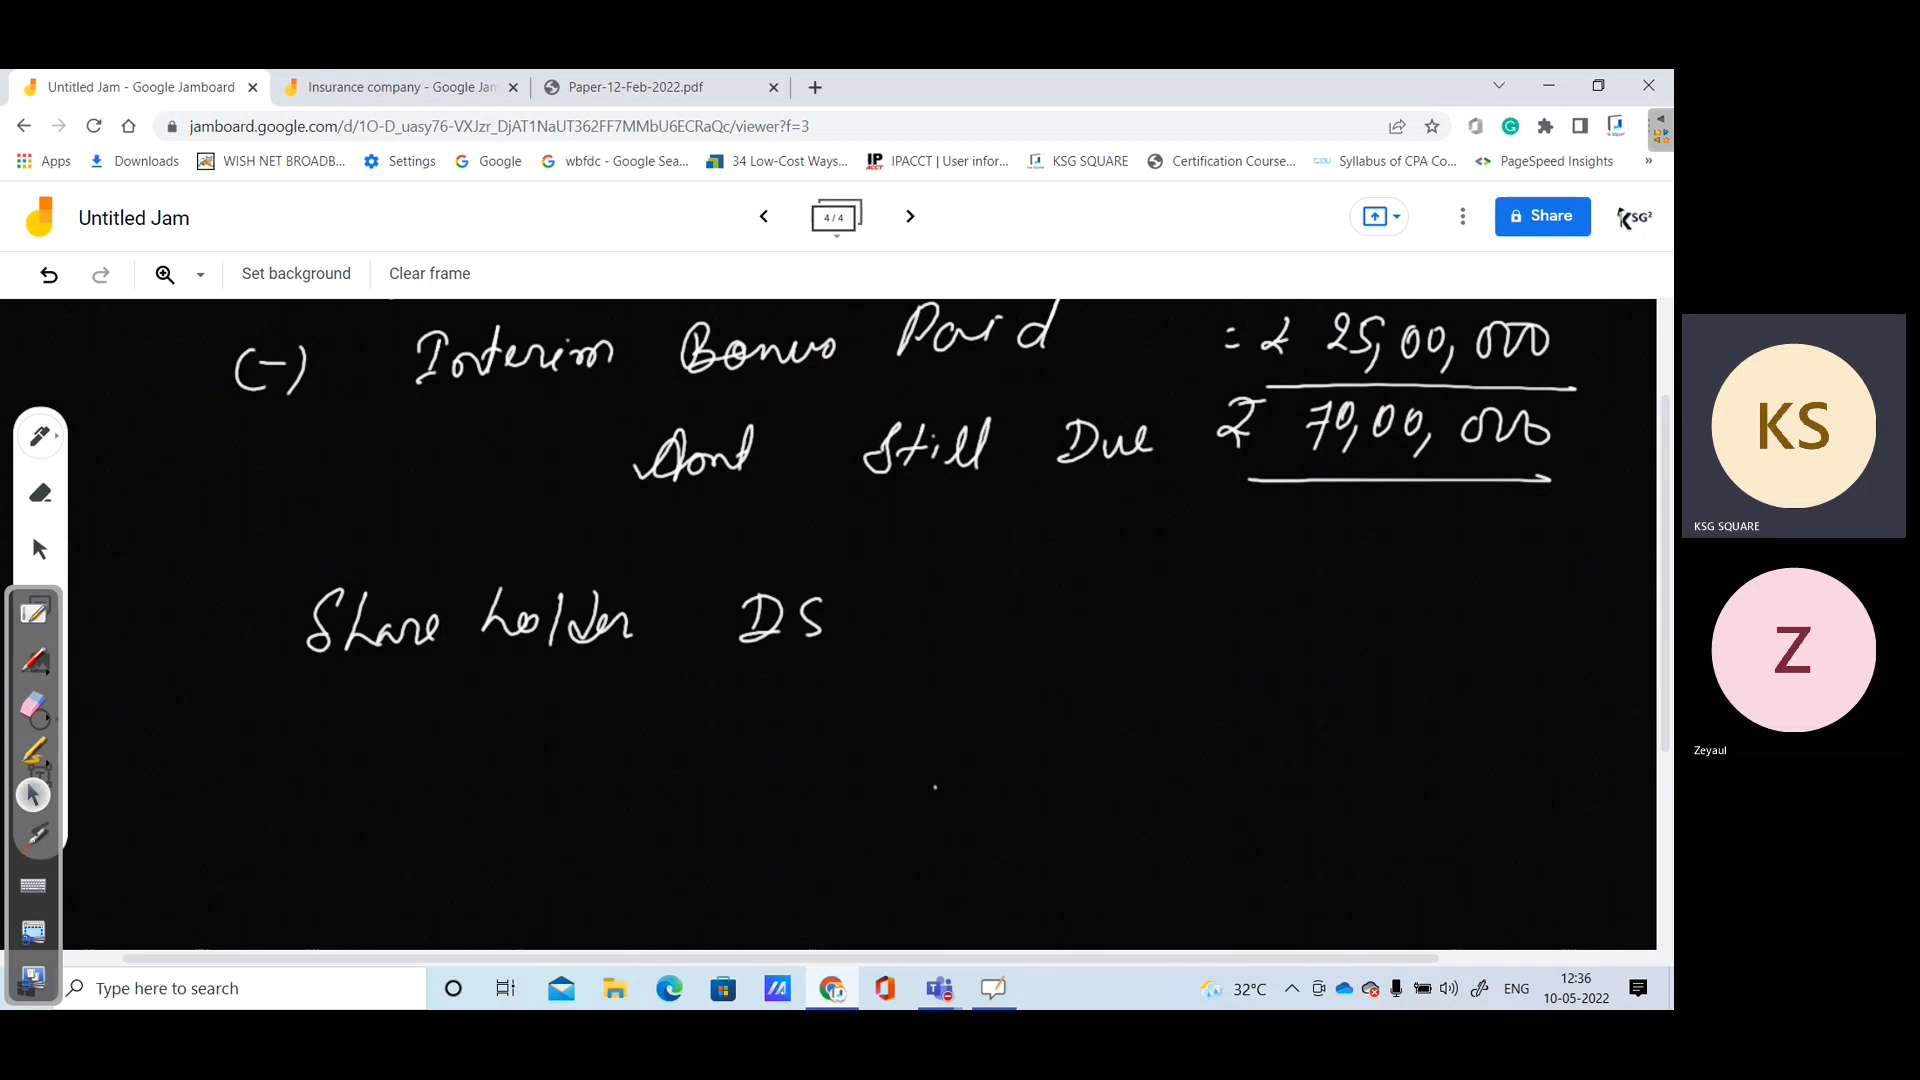 Untitled Jam - Google Jamboard
Insurance company - Google Jam
Paper-12-Feb-2022.pdf
jamboard.google.com/d/1O-D_uasy76-VXJzr_DjAT1NaUT362FF7MMbU6ECRaQc/viewer?f=3
Apps Downloads WISH NET BROADB... Settings Google wbfdc - Google Sea... 34 Low-Cost Ways... IPACCT | User infor... KSG SQUARE Certification Course... Syllabus of CPA Co... PageSpeed Insights »
Untitled Jam
4 / 4
Share
KSG²
Set background
Clear frame
(-) Interim Bonus Paid = ₹ 25,00,000
Amt Still Due ₹ 70,00,000
Share holder DS
KS
KSG SQUARE
Z
Zeyaul
Type here to search
32°C
ENG
12:36
10-05-2022